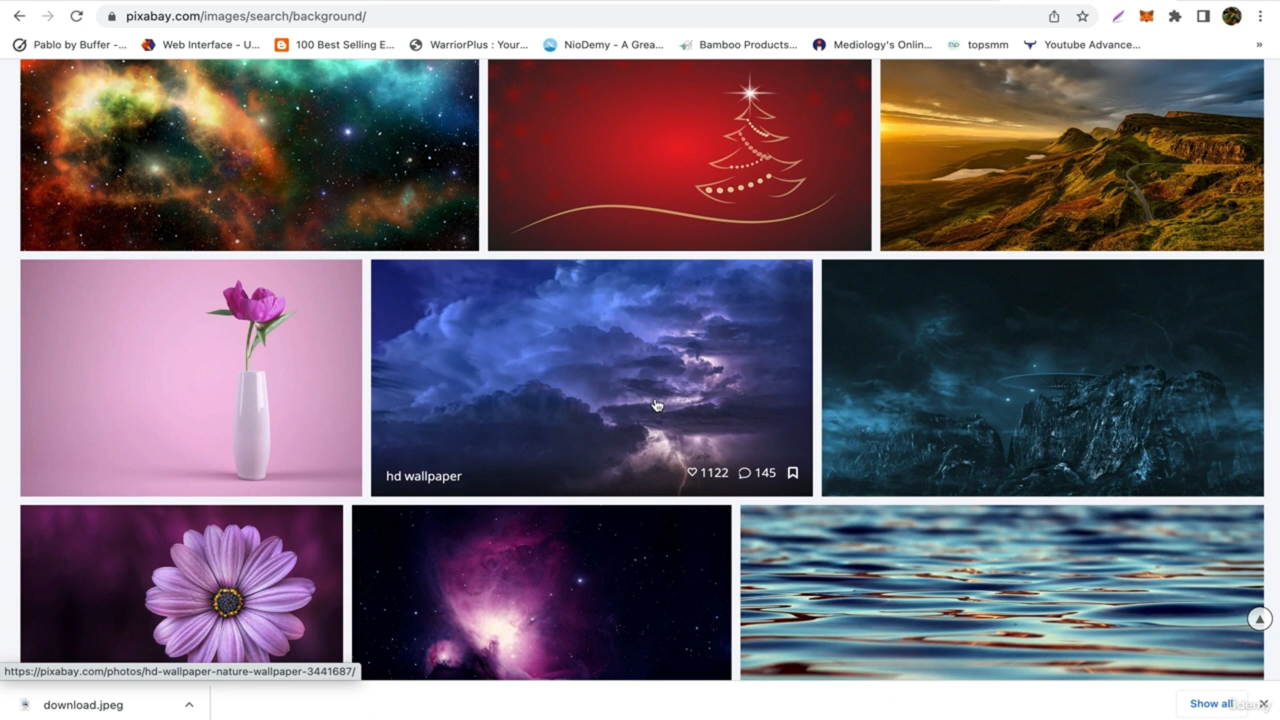 pixabay.com/images/search/background/
Pablo by Buffer -...
Web Interface - U...
100 Best Selling E...
WarriorPlus : Your...
NioDemy - A Grea...
Bamboo Products...
Mediology's Onlin...
topsmm
Youtube Advance...
»
hd wallpaper
1122
145
https://pixabay.com/photos/hd-wallpaper-nature-wallpaper-3441687/
download.jpeg
Show all
udemy